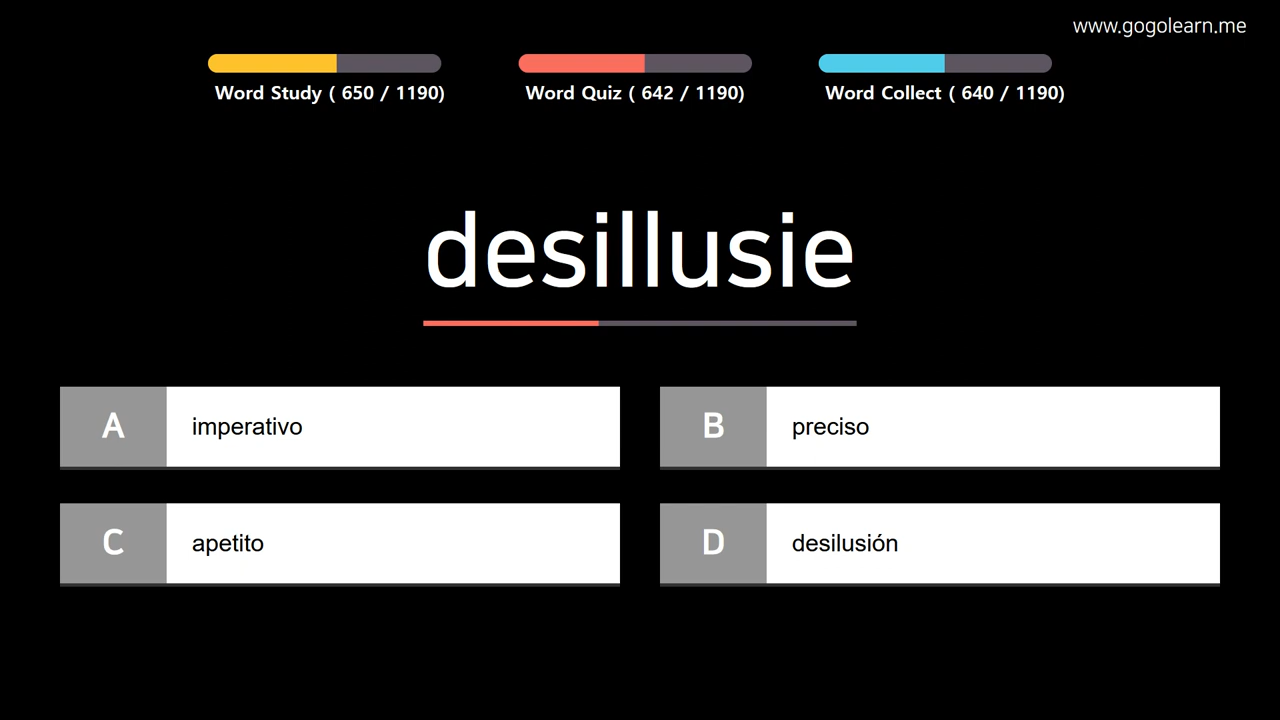 www.gogolearn.me
Word Study ( 650 / 1190)
Word Quiz ( 642 / 1190)
Word Collect ( 640 / 1190)
desillusie
A imperativo
B preciso
C apetito
D desilusión